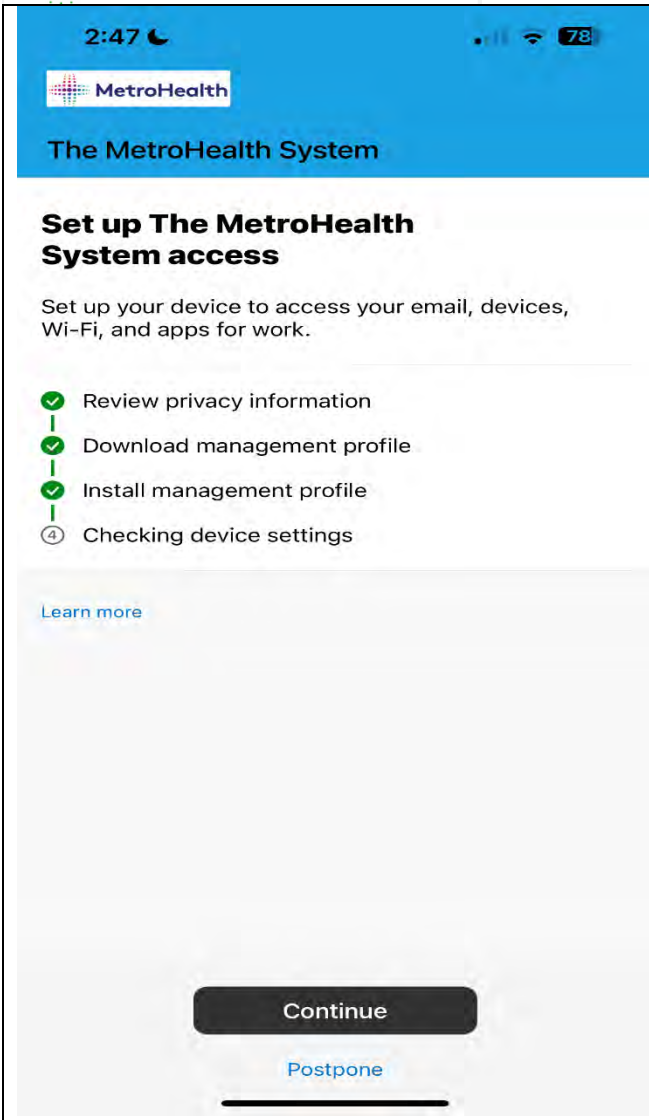 2:47
78
MetroHealth
The MetroHealth System
Set up The MetroHealth
System access
Set up your device to access your email, devices,
Wi-Fi, and apps for work.
Review privacy information
Download management profile
Install management profile
4 Checking device settings
Learn more
Continue
Postpone